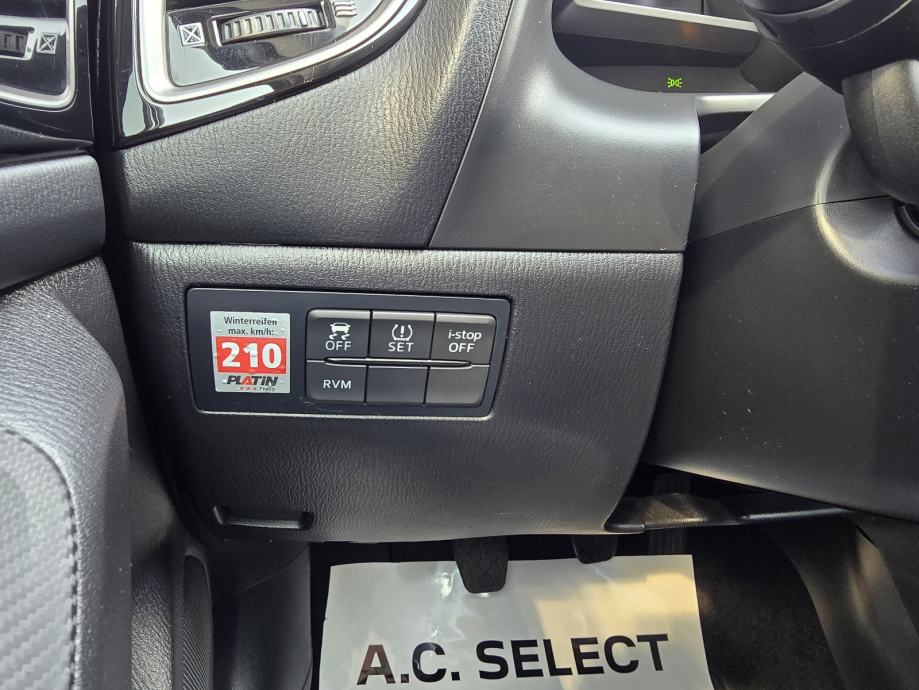 Winterreifen
max. km/h:
210
PLATIN
OFF
SET
i-stop
OFF
RVM
A.C. SELECT